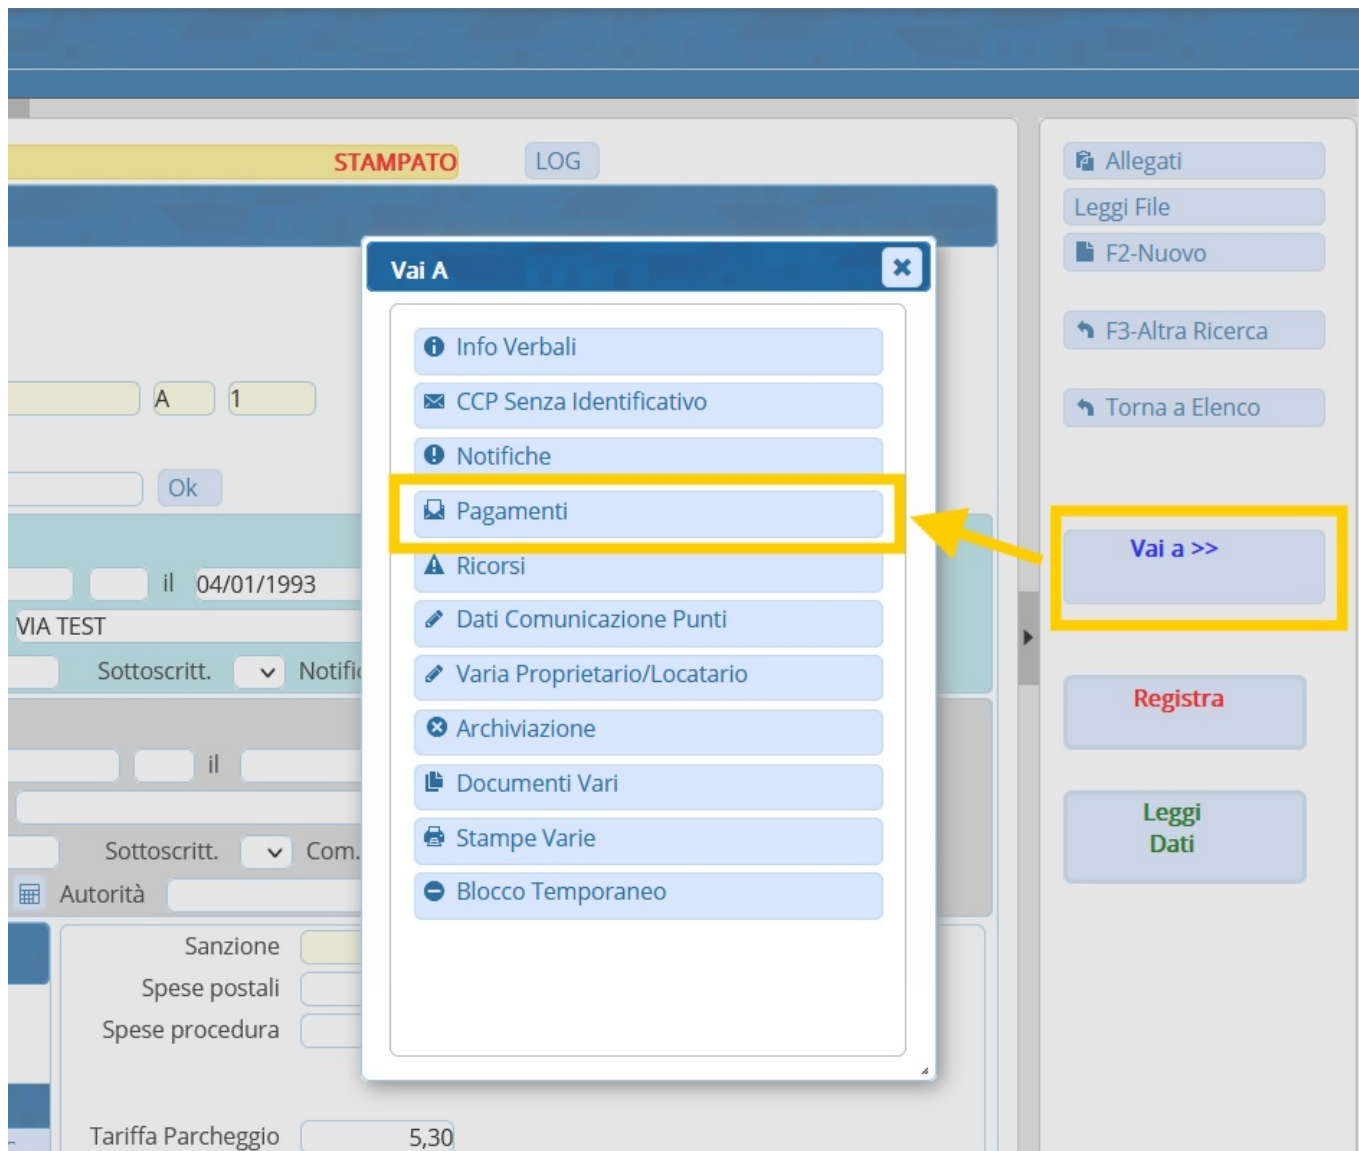 STAMPATO LOG
Allegati
Leggi File
F2-Nuovo
F3-Altra Ricerca
Torna a Elenco
Vai a >>
Registra
Leggi
Dati
Vai A
Info Verbali
CCP Senza Identificativo
Notifiche
Pagamenti
Ricorsi
Dati Comunicazione Punti
Varia Proprietario/Locatario
Archiviazione
Documenti Vari
Stampe Varie
Blocco Temporaneo
A 1
Ok
il 04/01/1993
VIA TEST
Sottoscritt.
il
Sottoscritt. Com.
Autorità
Sanzione
Spese postali
Spese procedura
Tariffa Parcheggio 5,30